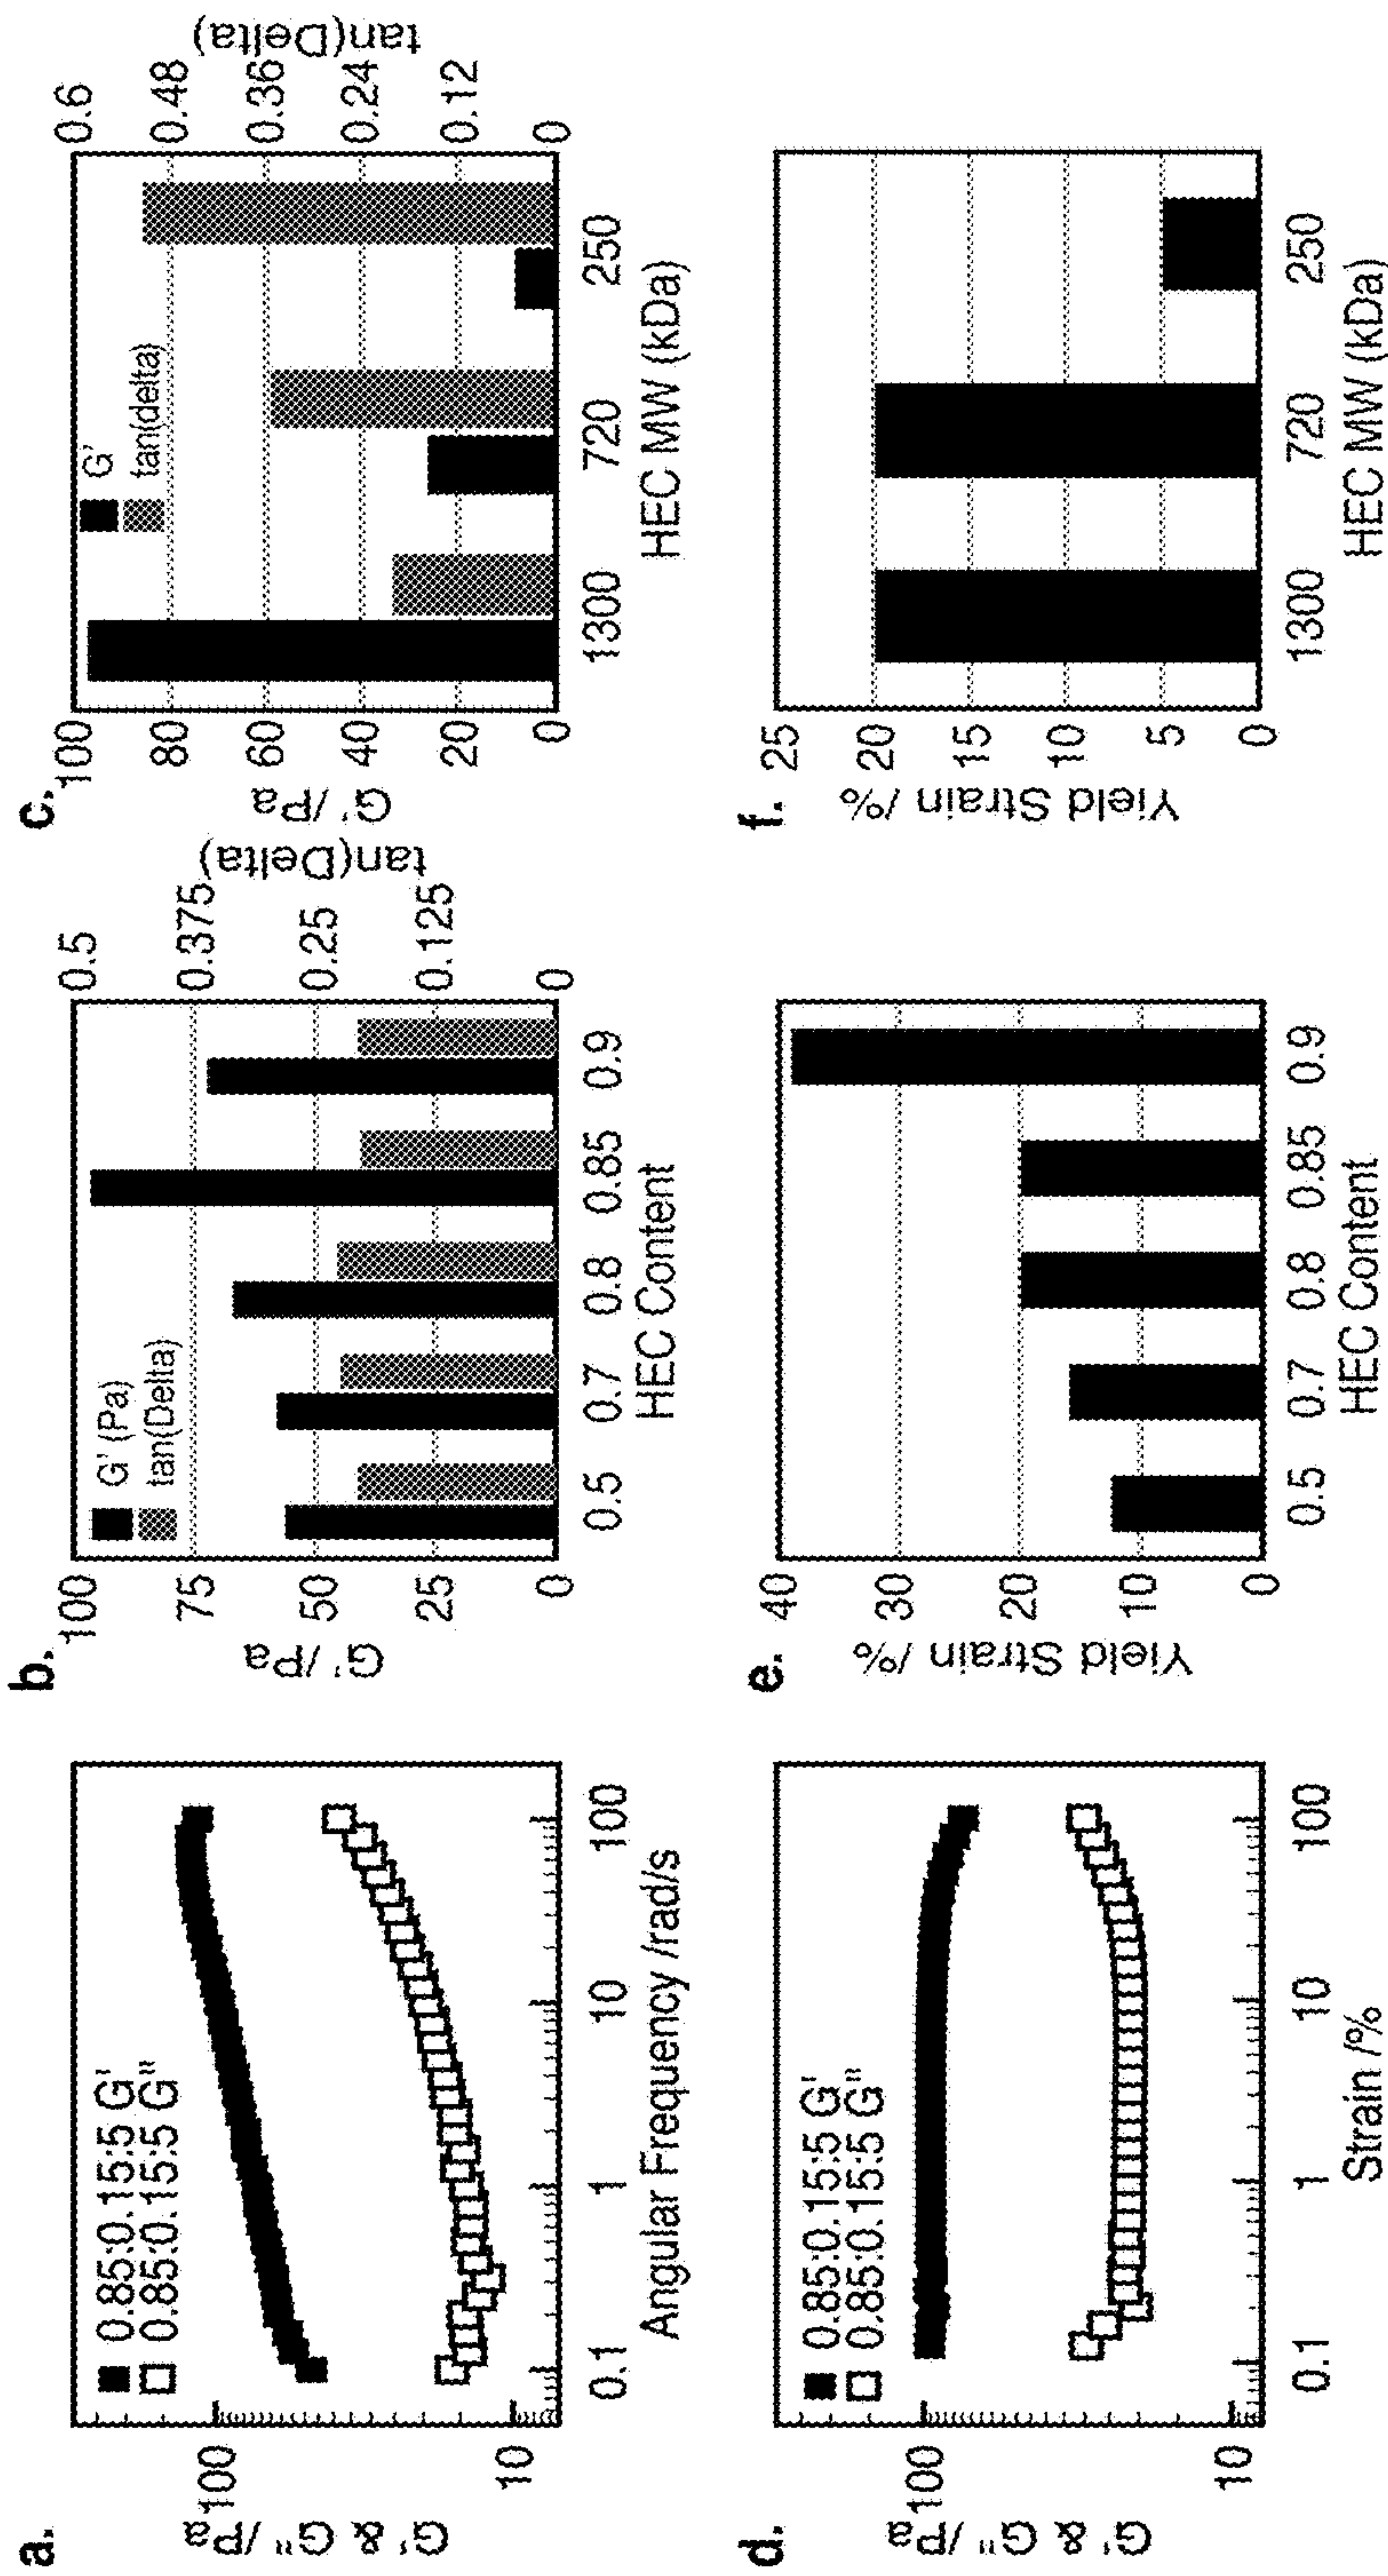 a.
G' & G" /Pa
100
10
0.85:0.15:5 G'
0.85:0.15:5 G"
0.1 1 10 100
Angular Frequency /rad/s
b.
G'/Pa
100
75
50
25
0
G' (Pa)
tan(Delta)
0.5
0.375
0.25
0.125
0
tan(Delta)
0.5 0.7 0.8 0.85 0.9
HEC Content
c.
G'/Pa
100
80
60
40
20
0
G'
tan(delta)
0.6
0.48
0.36
0.24
0.12
0
tan(Delta)
1300 720 250
HEC MW (kDa)
d.
G' & G" /Pa
100
10
0.85:0.15:5 G'
0.85:0.15:5 G"
0.1 1 10 100
Strain /%
e.
Yield Strain /%
40
30
20
10
0
0.5 0.7 0.8 0.85 0.9
HEC Content
f.
Yield Strain /%
25
20
15
10
5
0
1300 720 250
HEC MW (kDa)